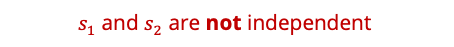 s₁ and s₂ are not independent